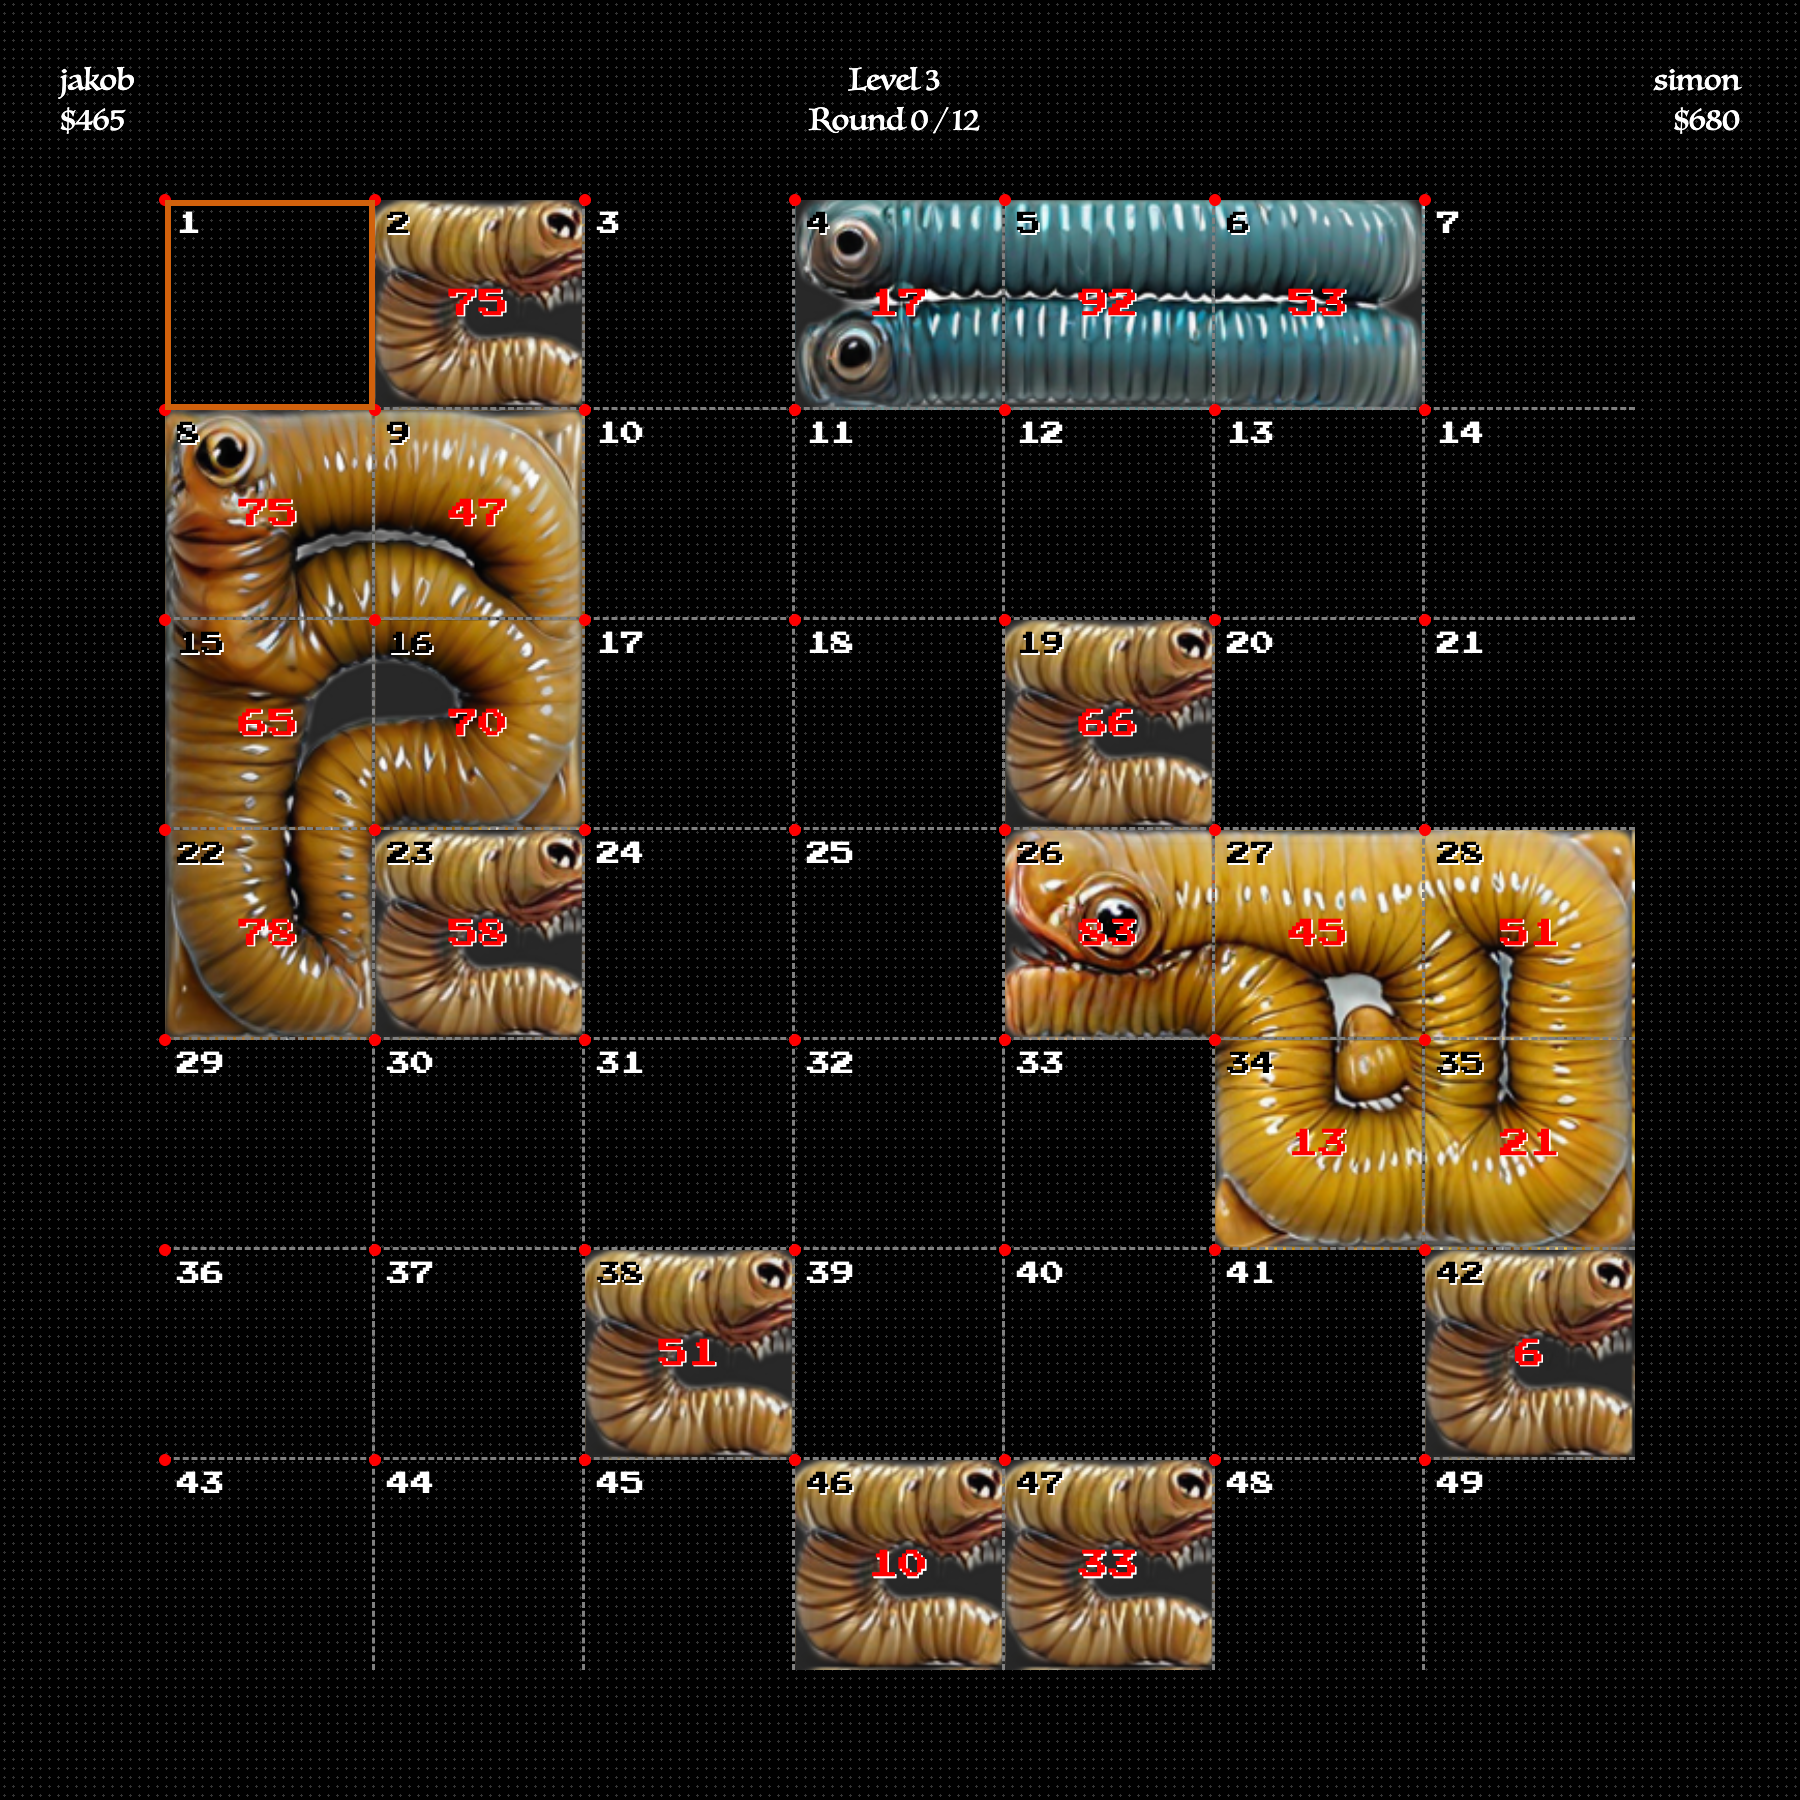 jakob
$465
Level 3
Round 0 / 12
simon
$680
1 2 3 4 5 6 7
75 17 92 53
8 9 10 11 12 13 14
75 47
15 16 17 18 19 20 21
65 70 66
22 23 24 25 26 27 28
78 58 83 45 51
29 30 31 32 33 34 35
13 21
36 37 38 39 40 41 42
51 6
43 44 45 46 47 48 49
10 33